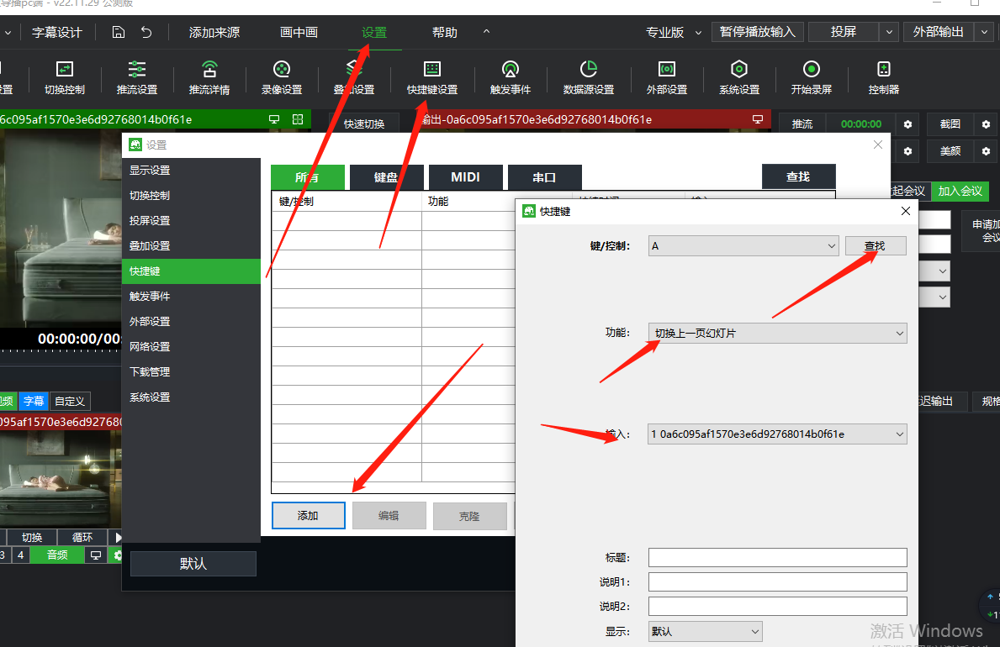 导播pc端 - v22.11.29 公测版
字幕设计 添加来源 画中画 设置 帮助 专业版 暂停播放输入 投屏 外部输出
置 切换控制 推流设置 推流详情 录像设置 叠加设置 快捷键设置 触发事件 数据源设置 外部设置 系统设置 开始录屏 控制器
6c095af1570e3e6d92768014b0f61e 快速切换 输出-0a6c095af1570e3e6d92768014b0f61e 推流 00:00:00 截图
美颜
起会议 加入会议
申请加
会议
设置
显示设置
切换控制
投屏设置
叠加设置
快捷键
触发事件
外部设置
网络设置
下载管理
系统设置
默认
所有 键盘 MIDI 串口 查找
键/控制 功能
添加 编辑 克隆
快捷键
键/控制: A 查找
功能: 切换上一页幻灯片
输入: 1 0a6c095af1570e3e6d92768014b0f61e
标题:
说明1:
说明2:
显示: 默认
00:00:00/00:
视频 字幕 自定义
095af1570e3e6d927680
切换 循环
3 4 音频
迟输出 规格
激活 Windows